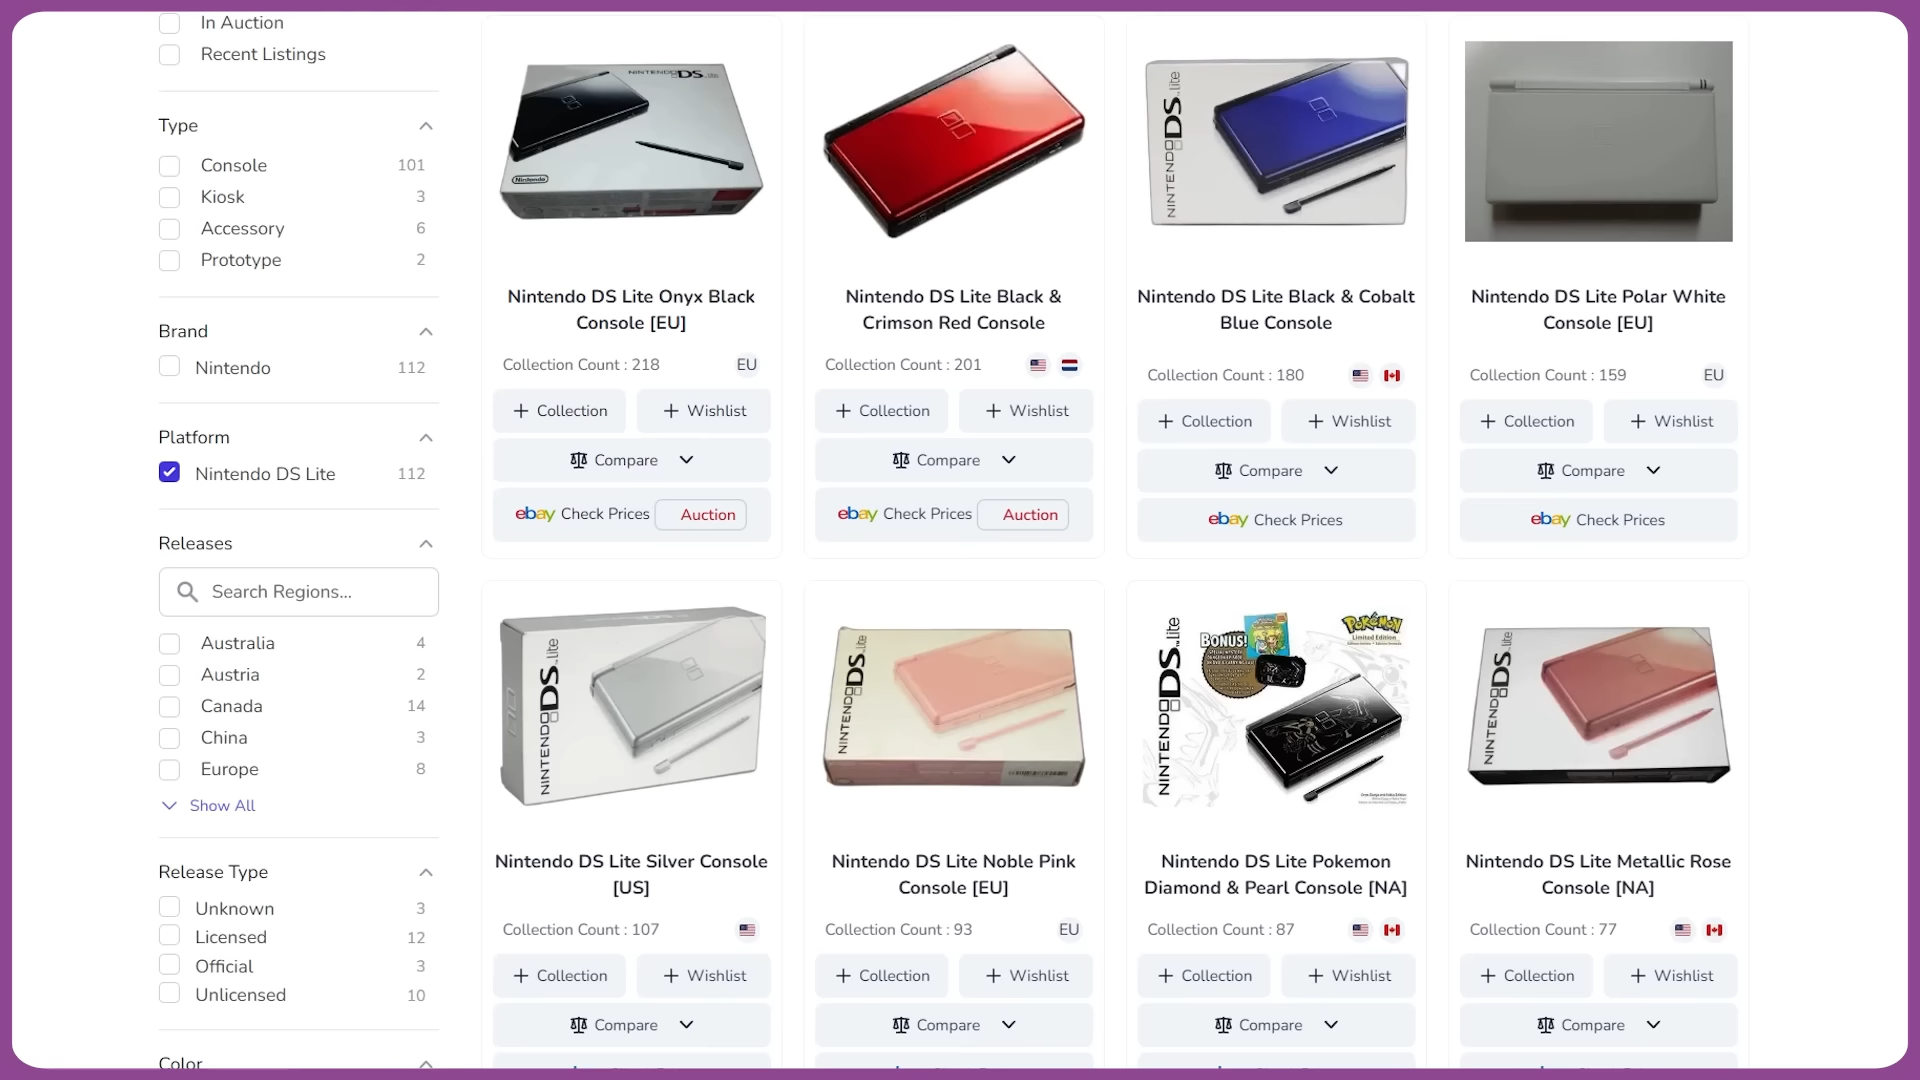 In Auction
Recent Listings
Type
Console 101
Kiosk 3
Accessory 6
Prototype 2
Brand
Nintendo 112
Platform
Nintendo DS Lite 112
Releases
Search Regions...
Australia 4
Austria 2
Canada 14
China 3
Europe 8
Show All
Release Type
Unknown 3
Licensed 12
Official 3
Unlicensed 10
Color
NINTENDO DS lite
Nintendo
Nintendo DS Lite Onyx Black
Console [EU]
Collection Count : 218 EU
+ Collection + Wishlist
Compare
ebay Check Prices Auction
Nintendo DS Lite Black &
Crimson Red Console
Collection Count : 201
+ Collection + Wishlist
Compare
ebay Check Prices Auction
NINTENDO DS lite
Nintendo DS Lite Black & Cobalt
Blue Console
Collection Count : 180
+ Collection + Wishlist
Compare
ebay Check Prices
Nintendo DS Lite Polar White
Console [EU]
Collection Count : 159 EU
+ Collection + Wishlist
Compare
ebay Check Prices
NINTENDO DS lite
Nintendo DS Lite Silver Console
[US]
Collection Count : 107
+ Collection + Wishlist
Compare
NINTENDO DS lite
Nintendo DS Lite Noble Pink
Console [EU]
Collection Count : 93 EU
+ Collection + Wishlist
Compare
NINTENDO DS lite
BONUS!
POKéMON
Limited Edition
Nintendo DS Lite Pokemon
Diamond & Pearl Console [NA]
Collection Count : 87
+ Collection + Wishlist
Compare
NINTENDO DS lite
Nintendo DS Lite Metallic Rose
Console [NA]
Collection Count : 77
+ Collection + Wishlist
Compare